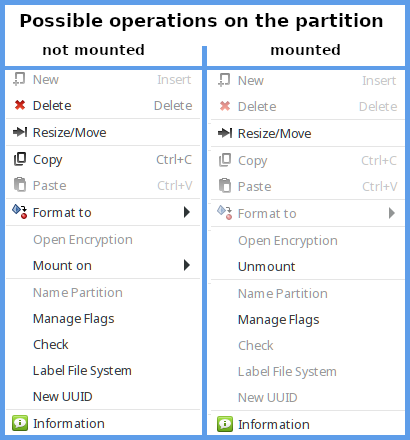 Possible operations on the partition
not mounted
New Insert
Delete Delete
Resize/Move
Copy Ctrl+C
Paste Ctrl+V
Format to
Open Encryption
Mount on
Name Partition
Manage Flags
Check
Label File System
New UUID
Information
mounted
New Insert
Delete Delete
Resize/Move
Copy Ctrl+C
Paste Ctrl+V
Format to
Open Encryption
Unmount
Name Partition
Manage Flags
Check
Label File System
New UUID
Information